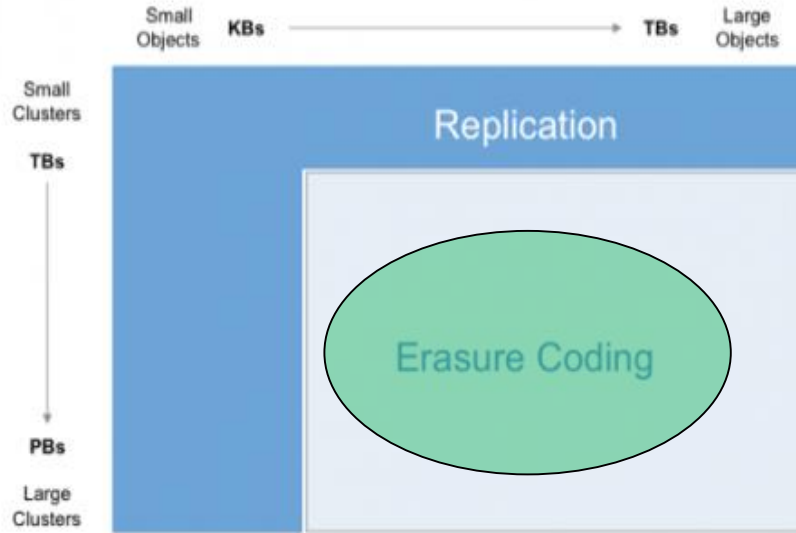 Small
Objects
KBs
TBs
Large
Objects
Small
Clusters
TBs
Replication
Erasure Coding
PBs
Large
Clusters